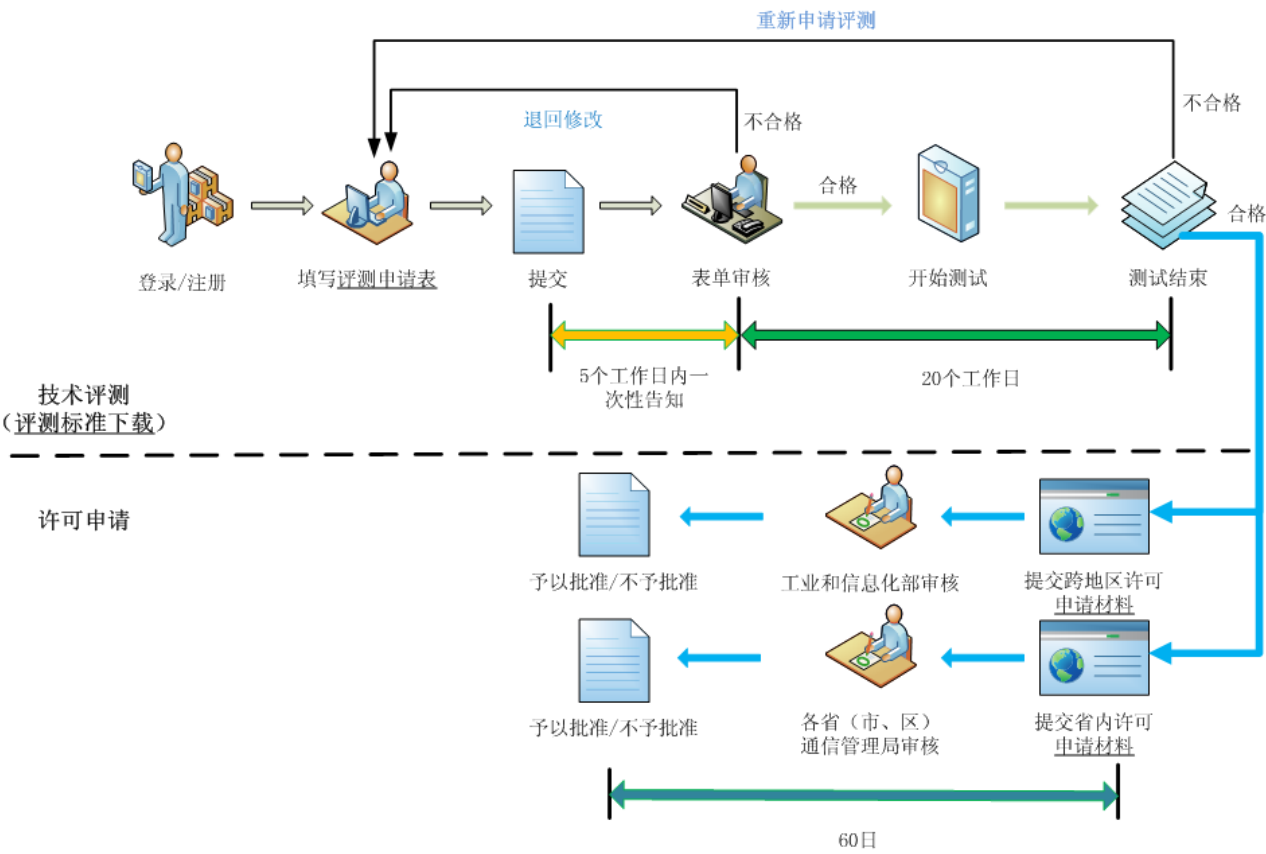 重新申请评测
不合格
退回修改
不合格
合格
合格
登录/注册
填写评测申请表
提交
表单审核
开始测试
测试结束
5个工作日内一
次性告知
20个工作日
技术评测
（评测标准下载）
许可申请
予以批准/不予批准
工业和信息化部审核
提交跨地区许可
申请材料
予以批准/不予批准
各省（市、区）
通信管理局审核
提交省内许可
申请材料
60日